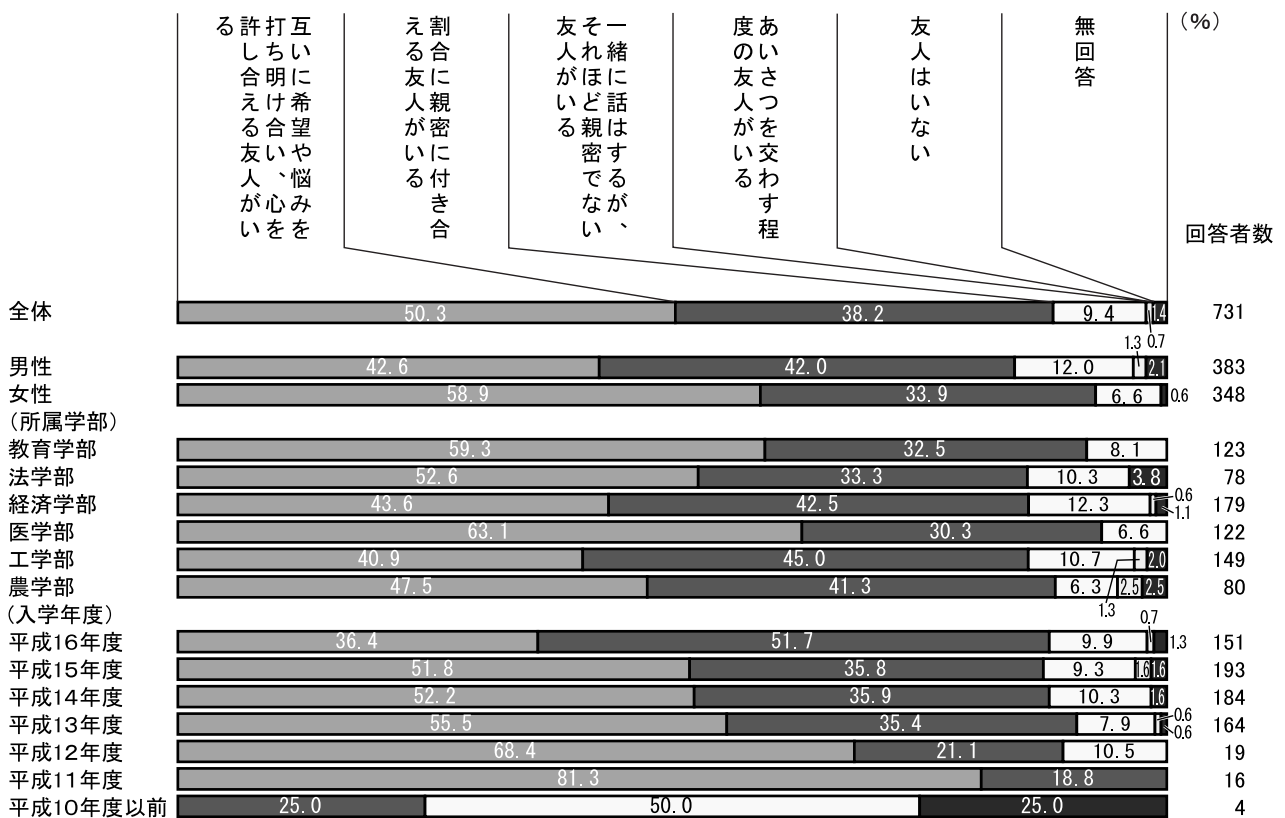 (%)
互いに希望や悩みを
打ち明け合い、心を
許し合える友人がい
る
割合に親密に付き合
える友人がいる
一緒に話はするが、
それほど親密でない
友人がいる
あいさつを交わす程
度の友人がいる
友人はいない
無回答
回答者数
全体 50.3 38.2 9.4 0.7 1.4 731
男性 42.6 42.0 12.0 1.3 2.1 383
女性 58.9 33.9 6.6 0.6 348
(所属学部)
教育学部 59.3 32.5 8.1 123
法学部 52.6 33.3 10.3 3.8 78
経済学部 43.6 42.5 12.3 0.6 1.1 179
医学部 63.1 30.3 6.6 122
工学部 40.9 45.0 10.7 1.3 2.0 149
農学部 47.5 41.3 6.3 2.5 2.5 80
(入学年度)
平成16年度 36.4 51.7 9.9 0.7 1.3 151
平成15年度 51.8 35.8 9.3 1.6 1.6 193
平成14年度 52.2 35.9 10.3 1.6 184
平成13年度 55.5 35.4 7.9 0.6 0.6 164
平成12年度 68.4 21.1 10.5 19
平成11年度 81.3 18.8 16
平成10年度以前 25.0 50.0 25.0 4